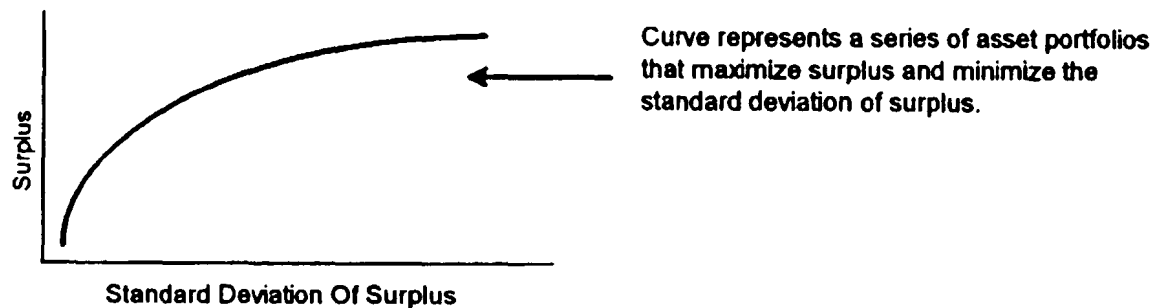 Curve represents a series of asset portfolios
that maximize surplus and minimize the
standard deviation of surplus.
Surplus
Standard Deviation Of Surplus